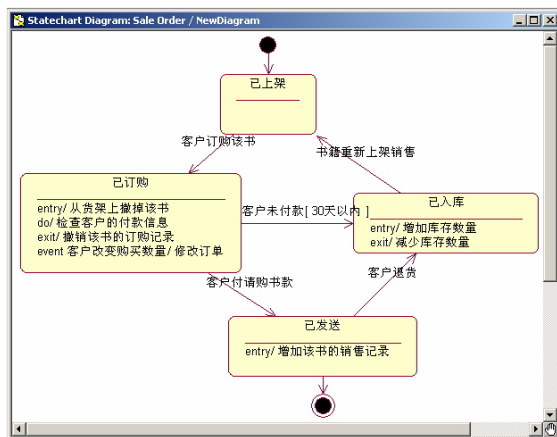 Statechart Diagram: Sale Order / NewDiagram
已上架
客户订购该书
书籍重新上架销售
已订购
entry/ 从货架上撤掉该书
do/ 检查客户的付款信息
exit/ 撤销该书的订购记录
event 客户改变购买数量/ 修改订单
客户未付款[ 30天以内 ]
已入库
entry/ 增加库存数量
exit/ 减少库存数量
客户付请购书款
客户退货
已发送
entry/ 增加该书的销售记录